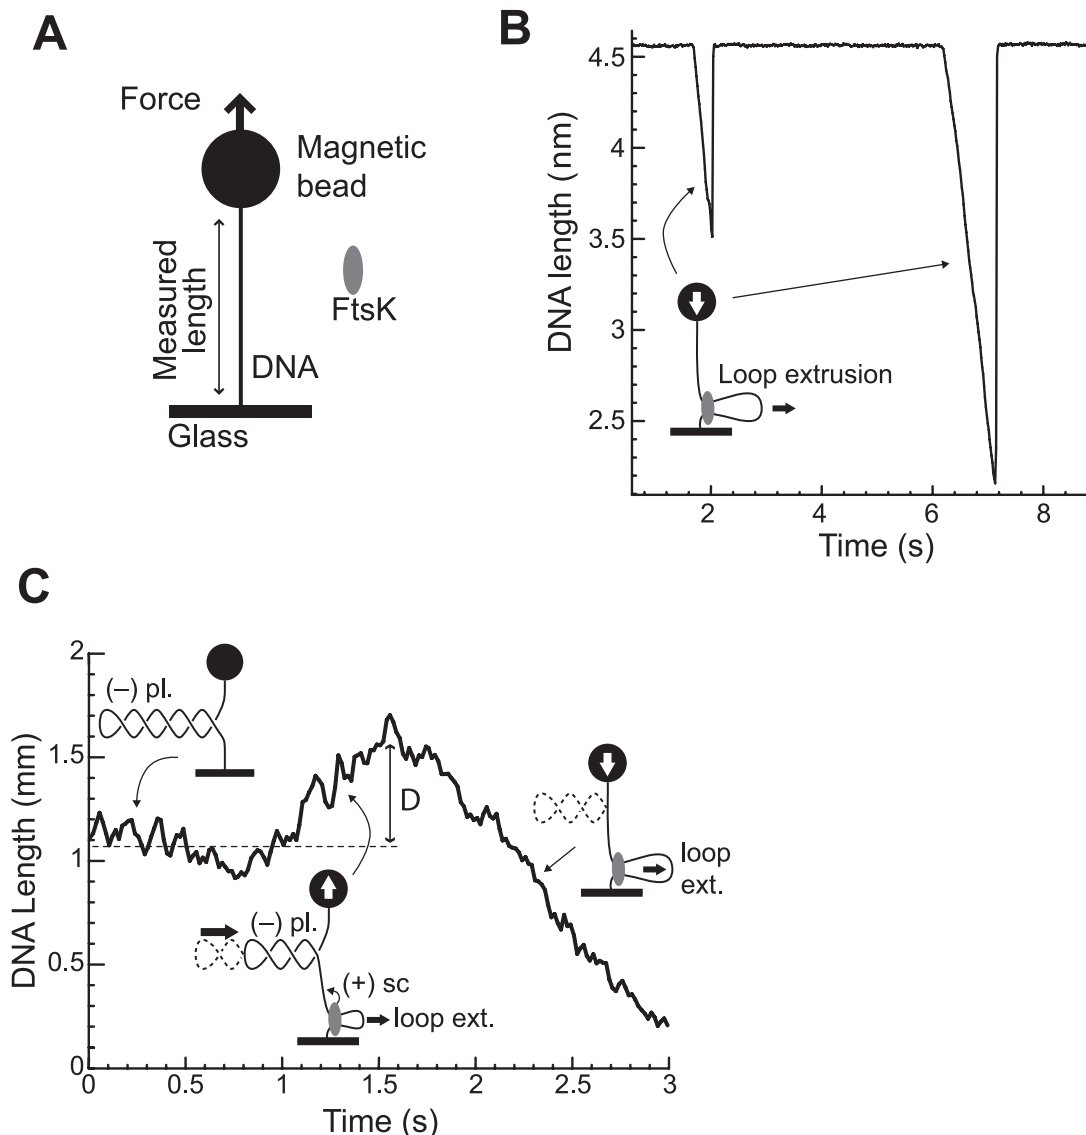 A
Force
Magnetic
bead
Measured
length
FtsK
DNA
Glass
B
DNA length (nm)
4.5
4
3.5
3
2.5
Loop extrusion
2
4
6
8
Time (s)
C
DNA Length (mm)
2
1.5
1
0.5
0
(–) pl.
D
(–) pl.
(+) sc
loop ext.
loop
ext.
0
0.5
1
1.5
2
2.5
3
Time (s)